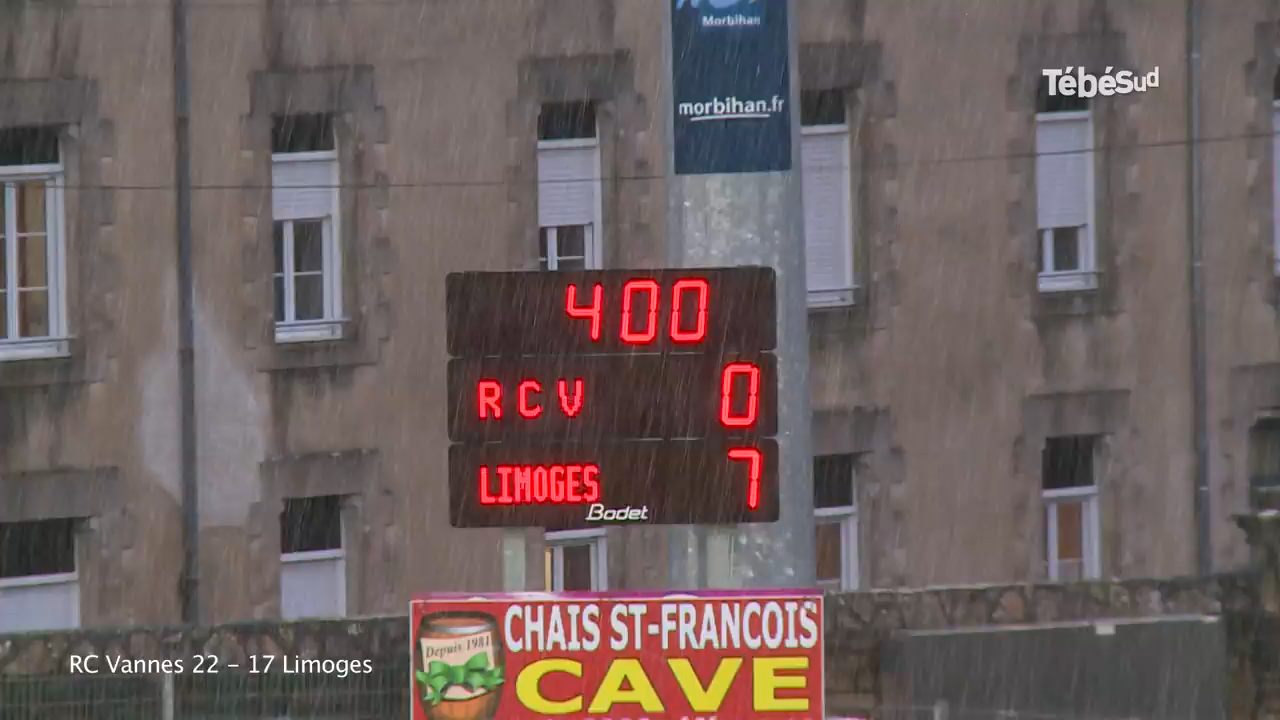 Morbihan
morbihan.fr
TébéSud
400
RCV 0
LIMOGES 7
Bodet
CHAIS ST-FRANCOIS
Depuis 1981
CAVE
RC Vannes 22 - 17 Limoges